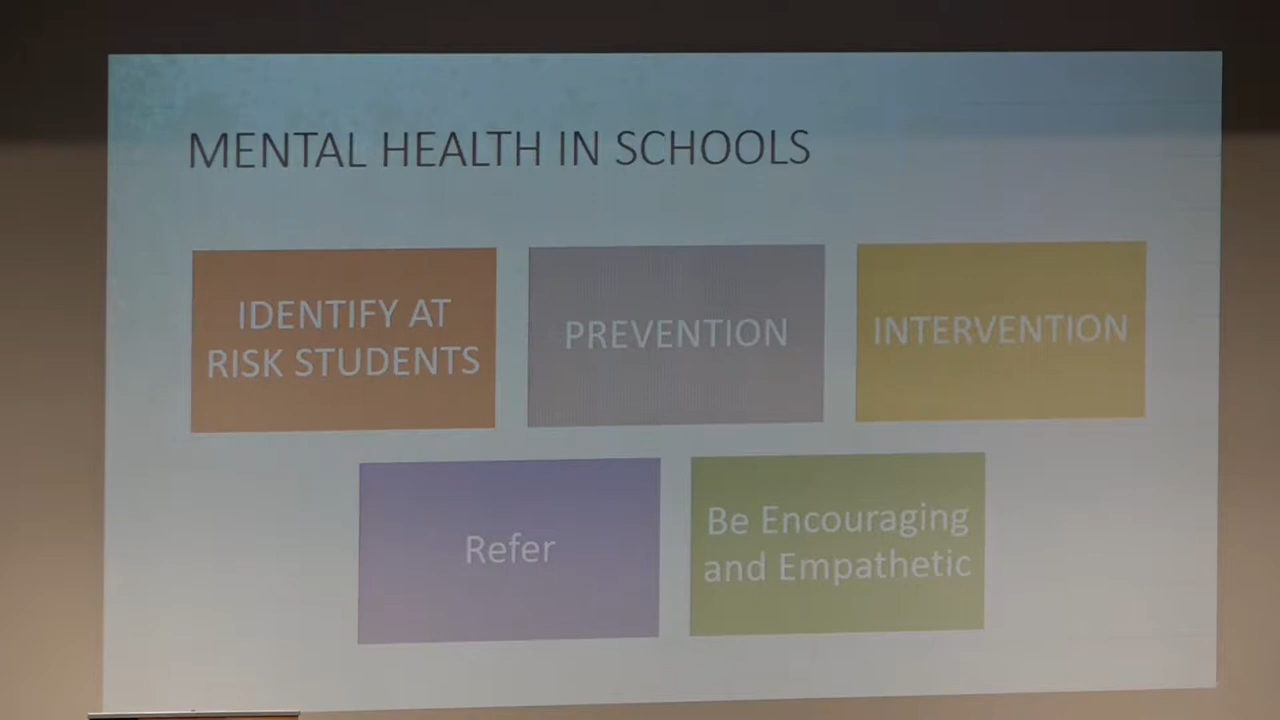 MENTAL HEALTH IN SCHOOLS
IDENTIFY AT
RISK STUDENTS
PREVENTION
INTERVENTION
Refer
Be Encouraging
and Empathetic